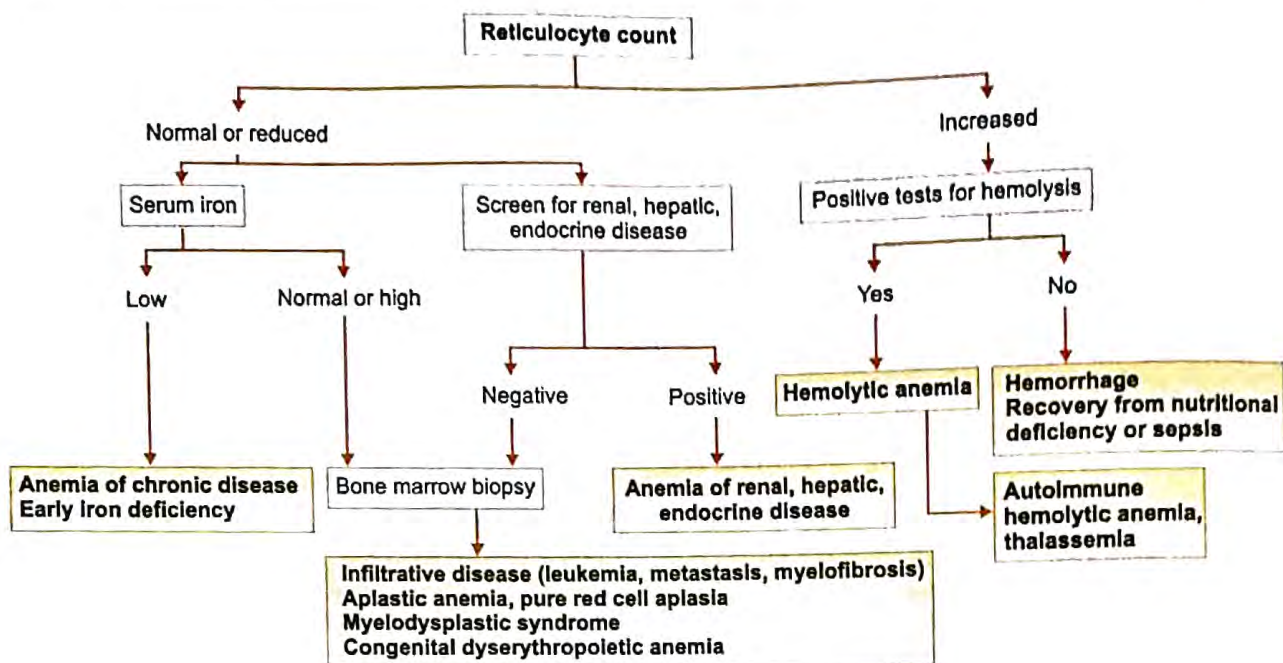 Reticulocyte count
Normal or reduced
Increased
Serum iron
Screen for renal, hepatic,
endocrine disease
Positive tests for hemolysis
Low
Normal or high
Yes
No
Negative
Positive
Hemolytic anemia
Hemorrhage
Recovery from nutritional
deficiency or sepsis
Anemia of chronic disease
Early iron deficiency
Bone marrow biopsy
Anemia of renal, hepatic,
endocrine disease
Autoimmune
hemolytic anemia,
thalassemia
Infiltrative disease (leukemia, metastasis, myelofibrosis)
Aplastic anemia, pure red cell aplasia
Myelodysplastic syndrome
Congenital dyserythropoietic anemia